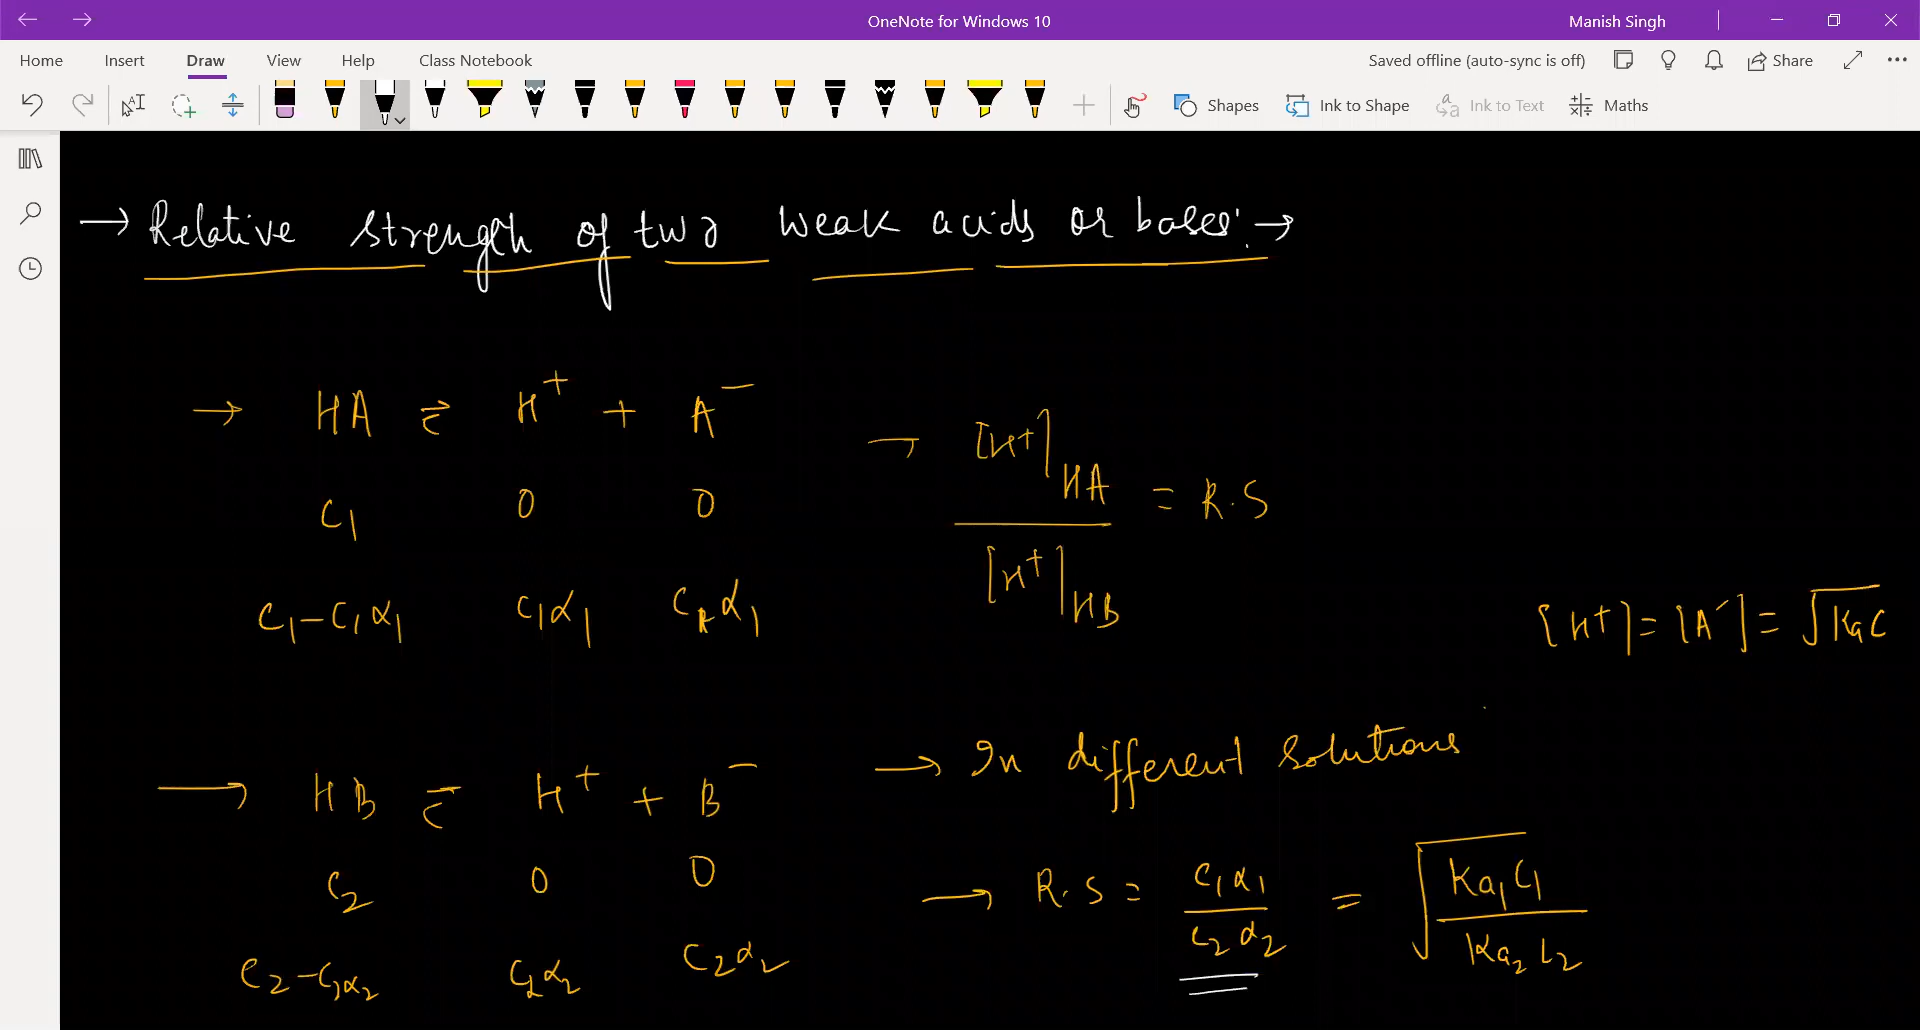 OneNote for Windows 10
Manish Singh
Home Insert Draw View Help Class Notebook
Saved offline (auto-sync is off) Share
Shapes Ink to Shape Ink to Text Maths
→ Relative strength of two weak acids or bases:→
→ HA ⇌ H⁺ + A⁻
C₁ 0 0
C₁-C₁α₁ C₁α₁ C₁α₁
→ [H⁺]HA / [H⁺]HB = R.S
[H⁺] = [A⁻] = √KaC
→ HB ⇌ H⁺ + B⁻
C₂ 0 0
C₂-C₂α₂ C₂α₂ C₂α₂
→ In different solutions
→ R.S = C₁α₁ / C₂α₂ = √(Ka₁C₁ / Ka₂C₂)